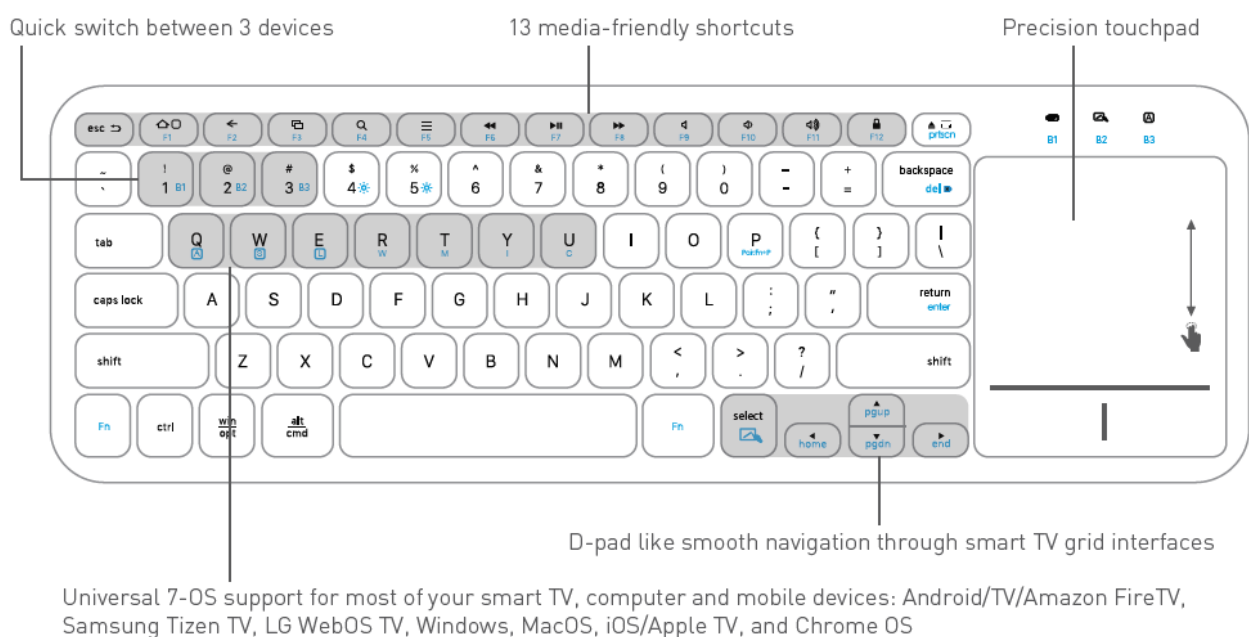 Quick switch between 3 devices 13 media-friendly shortcuts Precision touchpad
esc F1 F2 F3 F4 F5 F6 F7 F8 F9 F10 F11 F12 prtscn B1 B2 B3
~ ! @ # $ % ^ & * ( ) – + backspace
` 1 B1 2 B2 3 B3 4 5 6 7 8 9 0 - = del
tab Q W E R T Y U I O P { } |
A S L W M I C Pair:Fn+P [ ] \
caps lock A S D F G H J K L : " return
; ' enter
shift Z X C V B N M < > ? shift
, . /
Fn ctrl win alt Fn select pgup
opt cmd home pgdn end
D-pad like smooth navigation through smart TV grid interfaces
Universal 7-OS support for most of your smart TV, computer and mobile devices: Android/TV/Amazon FireTV,
Samsung Tizen TV, LG WebOS TV, Windows, MacOS, iOS/Apple TV, and Chrome OS